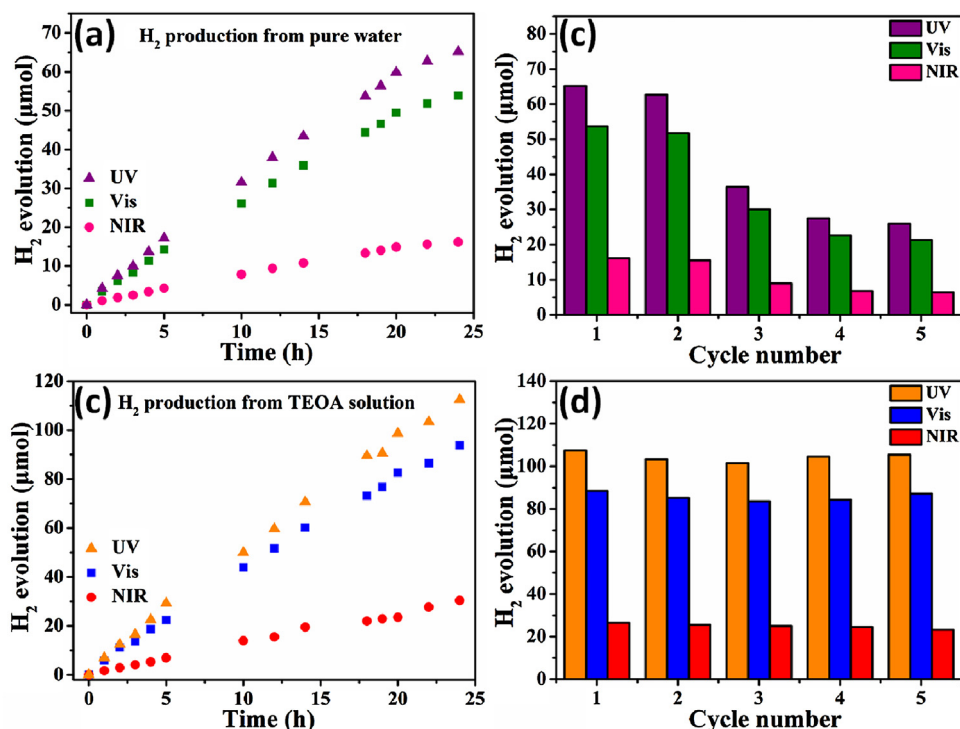 (a)
H₂ production from pure water
H₂ evolution (μmol)
70
60
50
40
30
20
10
0
UV
Vis
NIR
0 5 10 15 20 25
Time (h)
(c)
UV
Vis
NIR
H₂ evolution (μmol)
80
70
60
50
40
30
20
10
0
1 2 3 4 5
Cycle number
(c)
H₂ production from TEOA solution
H₂ evolution (μmol)
120
100
80
60
40
20
0
UV
Vis
NIR
0 5 10 15 20 25
Time (h)
(d)
UV
Vis
NIR
H₂ evolution (μmol)
140
120
100
80
60
40
20
0
1 2 3 4 5
Cycle number